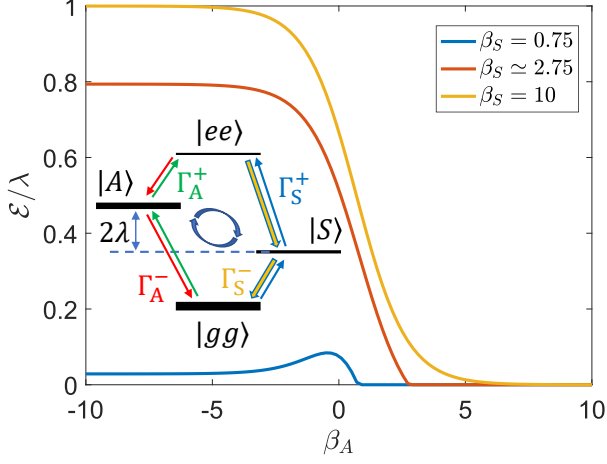 1
0.8
0.6
0.4
0.2
0
ℰ/λ
-10
-5
0
5
10
β_A
β_S = 0.75
β_S ≃ 2.75
β_S = 10
|ee⟩
|A⟩
Γ_A^+
Γ_S^+
2λ
|S⟩
Γ_A^-
Γ_S^-
|gg⟩